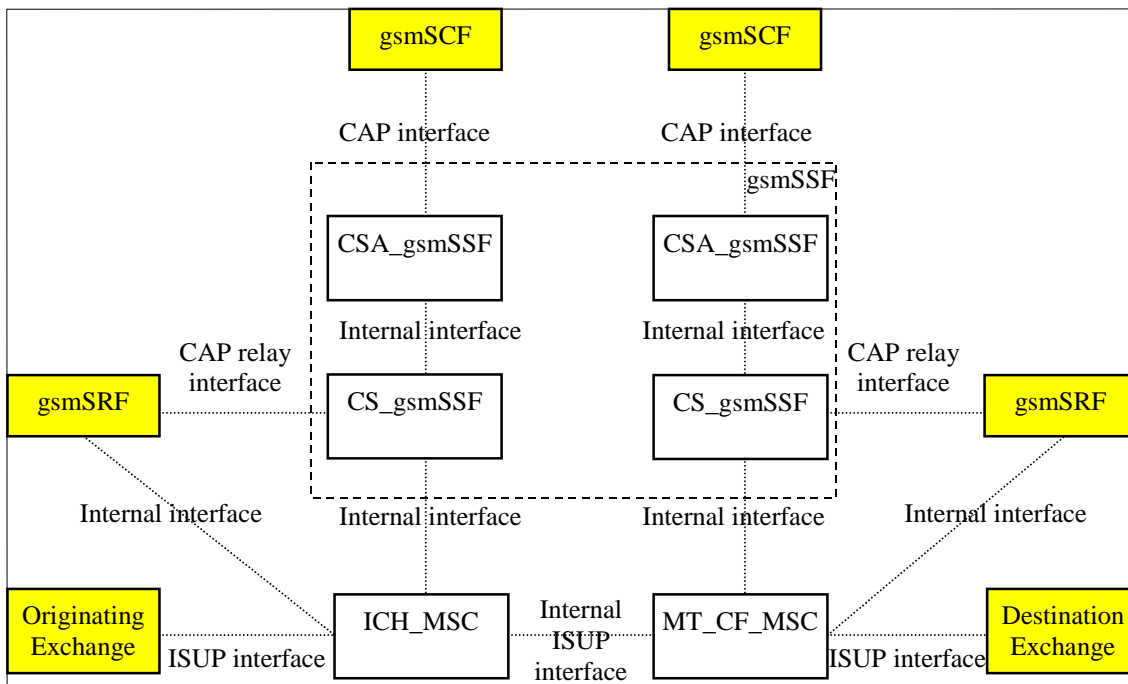 gsmSCF
gsmSCF
CAP interface
CAP interface
gsmSSF
CSA_gsmSSF
CSA_gsmSSF
Internal interface
Internal interface
CAP relay
interface
CAP relay
interface
gsmSRF
CS_gsmSSF
CS_gsmSSF
gsmSRF
Internal interface
Internal interface
Internal interface
Internal interface
Originating
Exchange
ISUP interface
ICH_MSC
Internal
ISUP
interface
MT_CF_MSC
ISUP interface
Destination
Exchange